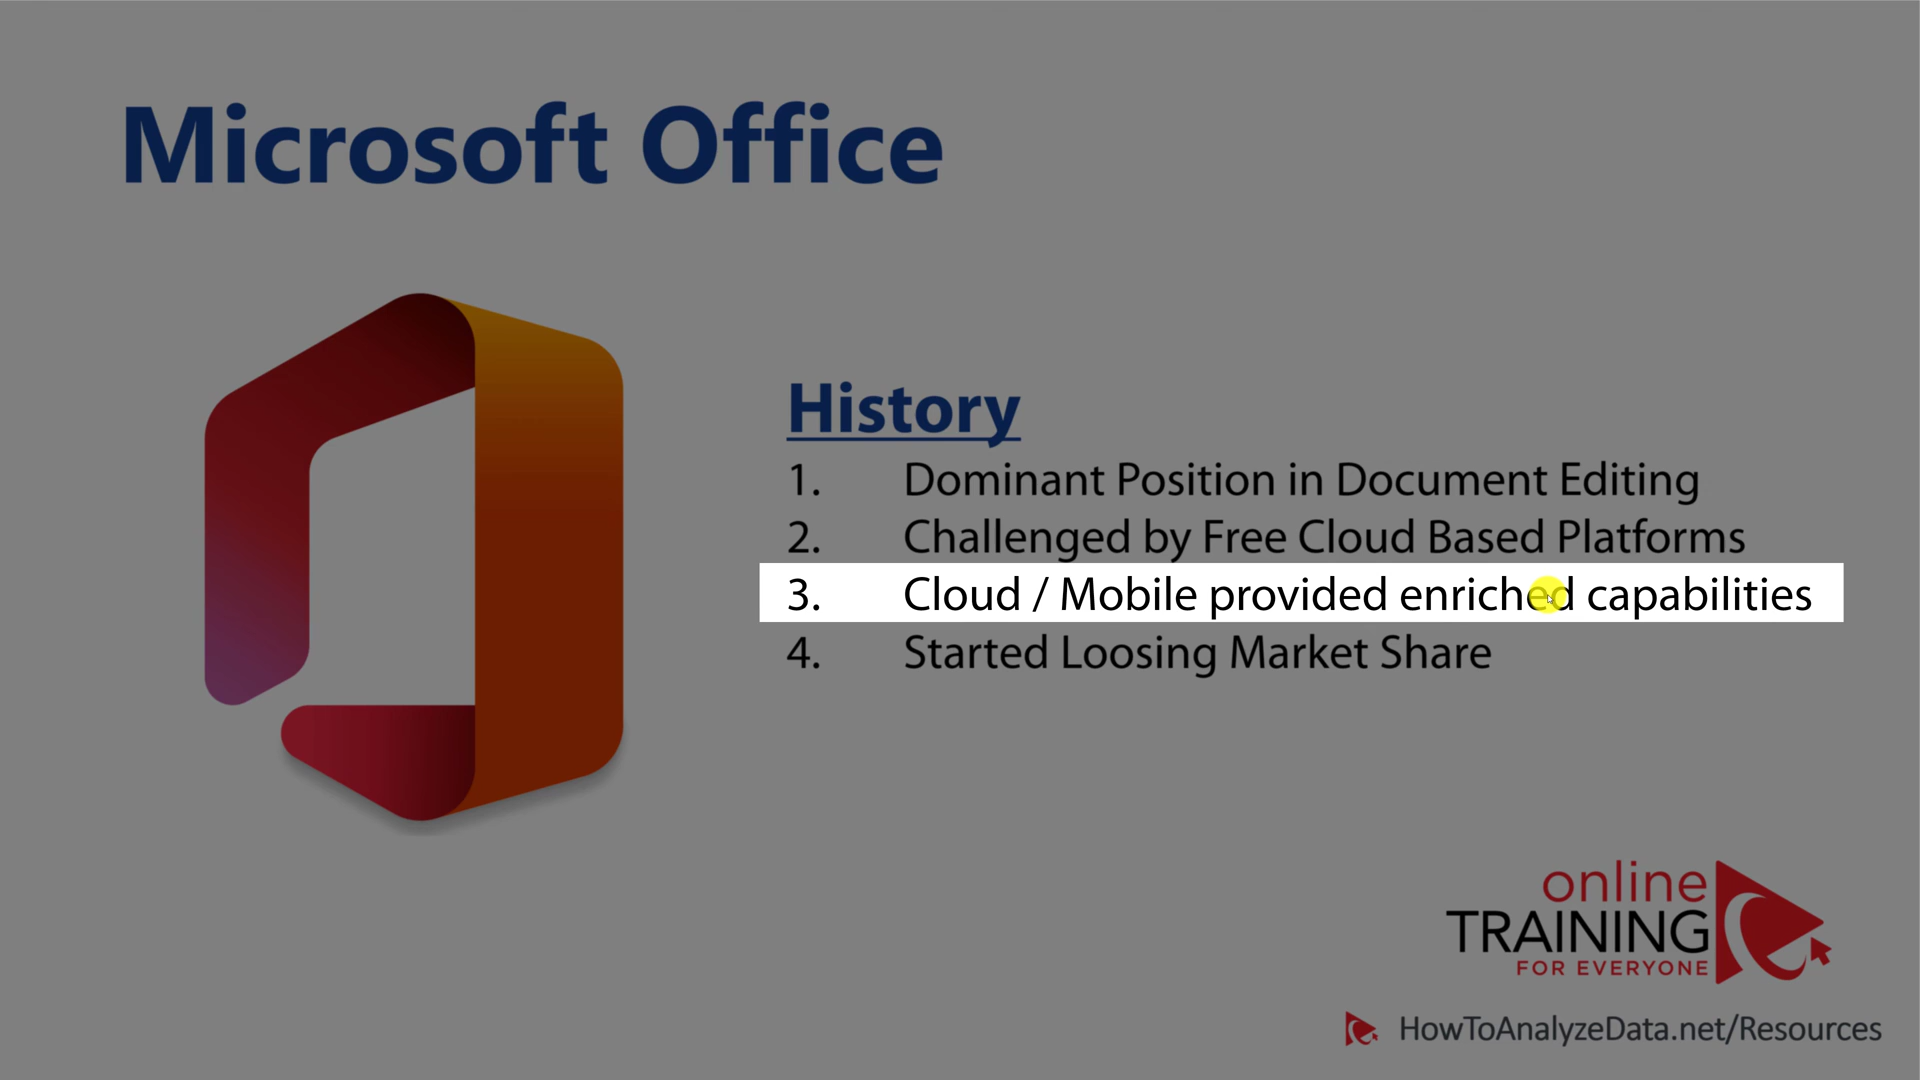 Microsoft Office
History
1. Dominant Position in Document Editing
2. Challenged by Free Cloud Based Platforms
3. Cloud / Mobile provided enriched capabilities
4. Started Loosing Market Share
online
TRAINING
FOR EVERYONE
HowToAnalyzeData.net/Resources